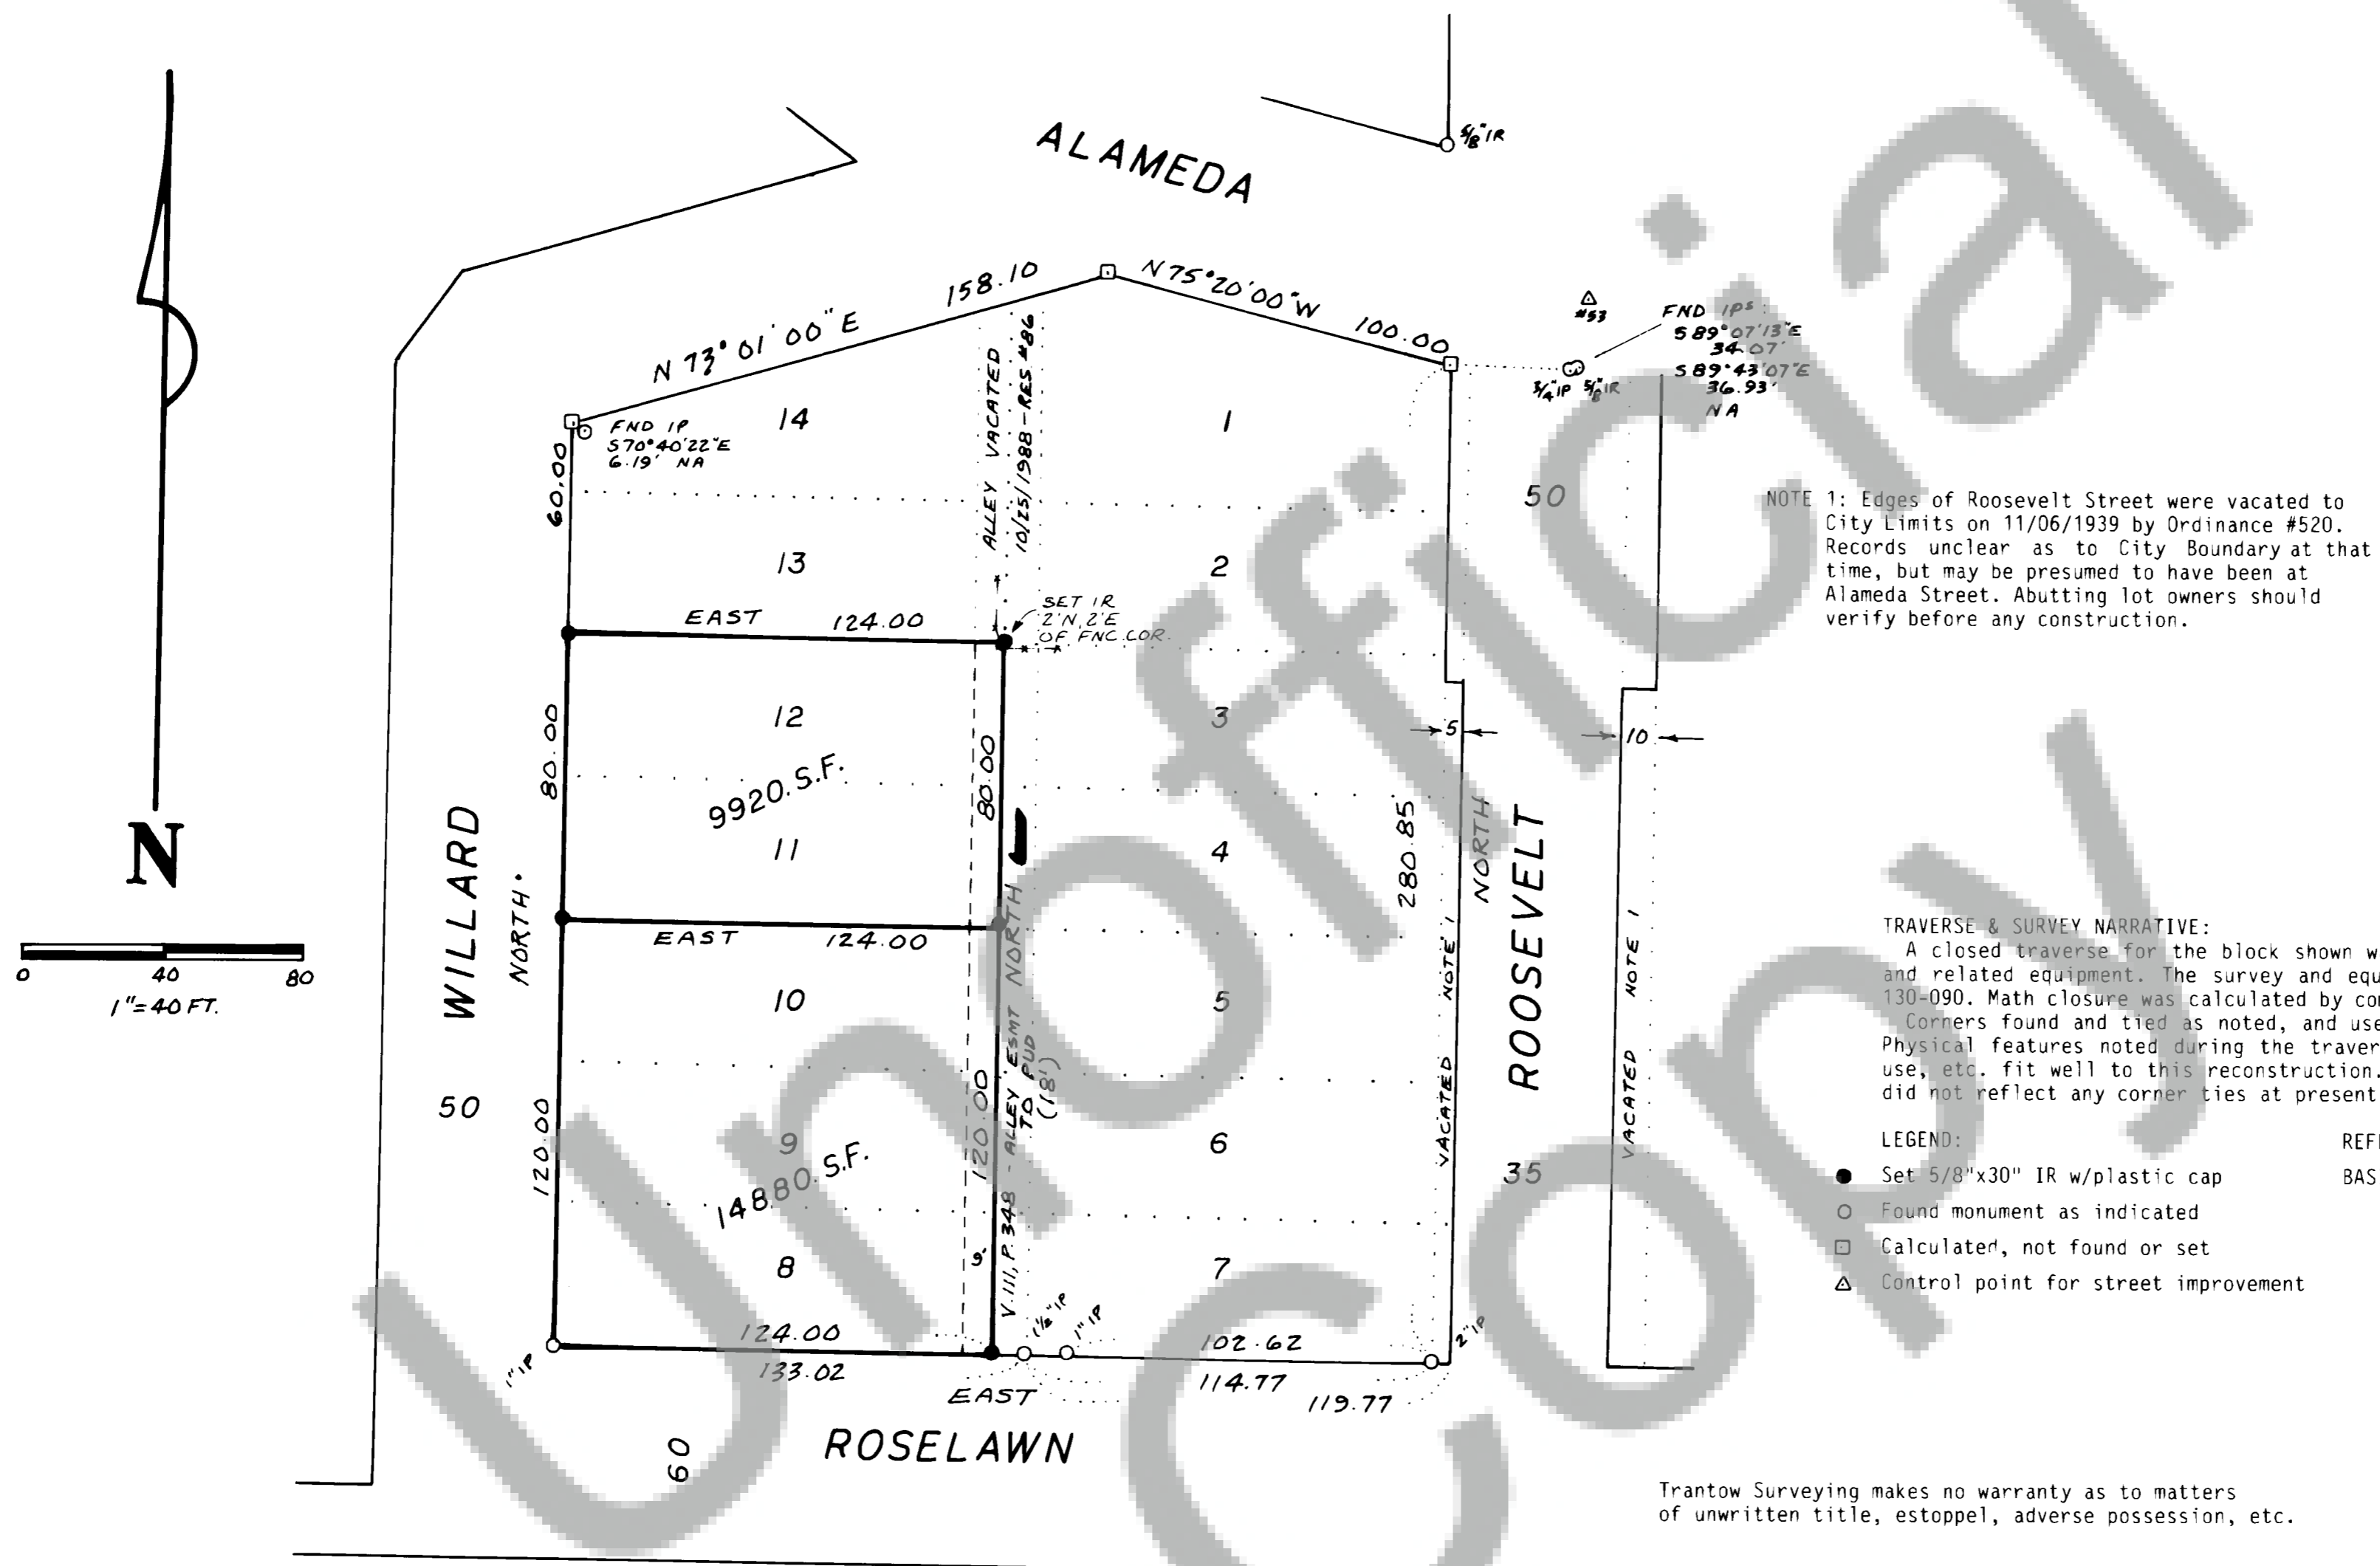 ALAMEDA
5/8" IR
N 73° 01' 00" E
158.10
N 75° 20' 00" W
100.00
#53
FND IPS:
S 89° 07' 13" E
34.07'
S 89° 43' 07" E
36.93'
NA
3/4" IP 5/8" IR
FND IP
S 70° 40' 22" E
6.19' NA
14
1
ALLEY VACATED
10/25/1988 - RES. #86
60.00
50
13
2
NOTE 1: Edges of Roosevelt Street were vacated to
City Limits on 11/06/1939 by Ordinance #520.
Records unclear as to City Boundary at that
time, but may be presumed to have been at
Alameda Street. Abutting lot owners should
verify before any construction.
EAST 124.00
SET IR
2'N, 2'E
OF FNC. COR.
12
3
5
10
80.00
9920. S.F.
80.00
11
4
280.85
NORTH
WILLARD
NORTH
ROOSEVELT
N
0 40 80
1"=40 FT.
EAST 124.00
10
5
V.111, P.348 - ALLEY ESMT NORTH
TO PUD
(18')
VACATED NOTE 1
VACATED NOTE 1
50
120.00
9
14880. S.F.
120.00
6
35
8
9'
7
TRAVERSE & SURVEY NARRATIVE:
A closed traverse for the block shown w
and related equipment. The survey and equ
130-090. Math closure was calculated by co
Corners found and tied as noted, and use
Physical features noted during the traver
use, etc. fit well to this reconstruction.
did not reflect any corner ties at present
LEGEND: REF
Set 5/8"x30" IR w/plastic cap BAS
Found monument as indicated
Calculated, not found or set
Control point for street improvement
1" IP
124.00
133.02
1½" IP
1" IP
102.62
2" IP
EAST
114.77
119.77
60
ROSELAWN
Trantow Surveying makes no warranty as to matters
of unwritten title, estoppel, adverse possession, etc.
Unofficial
Copy